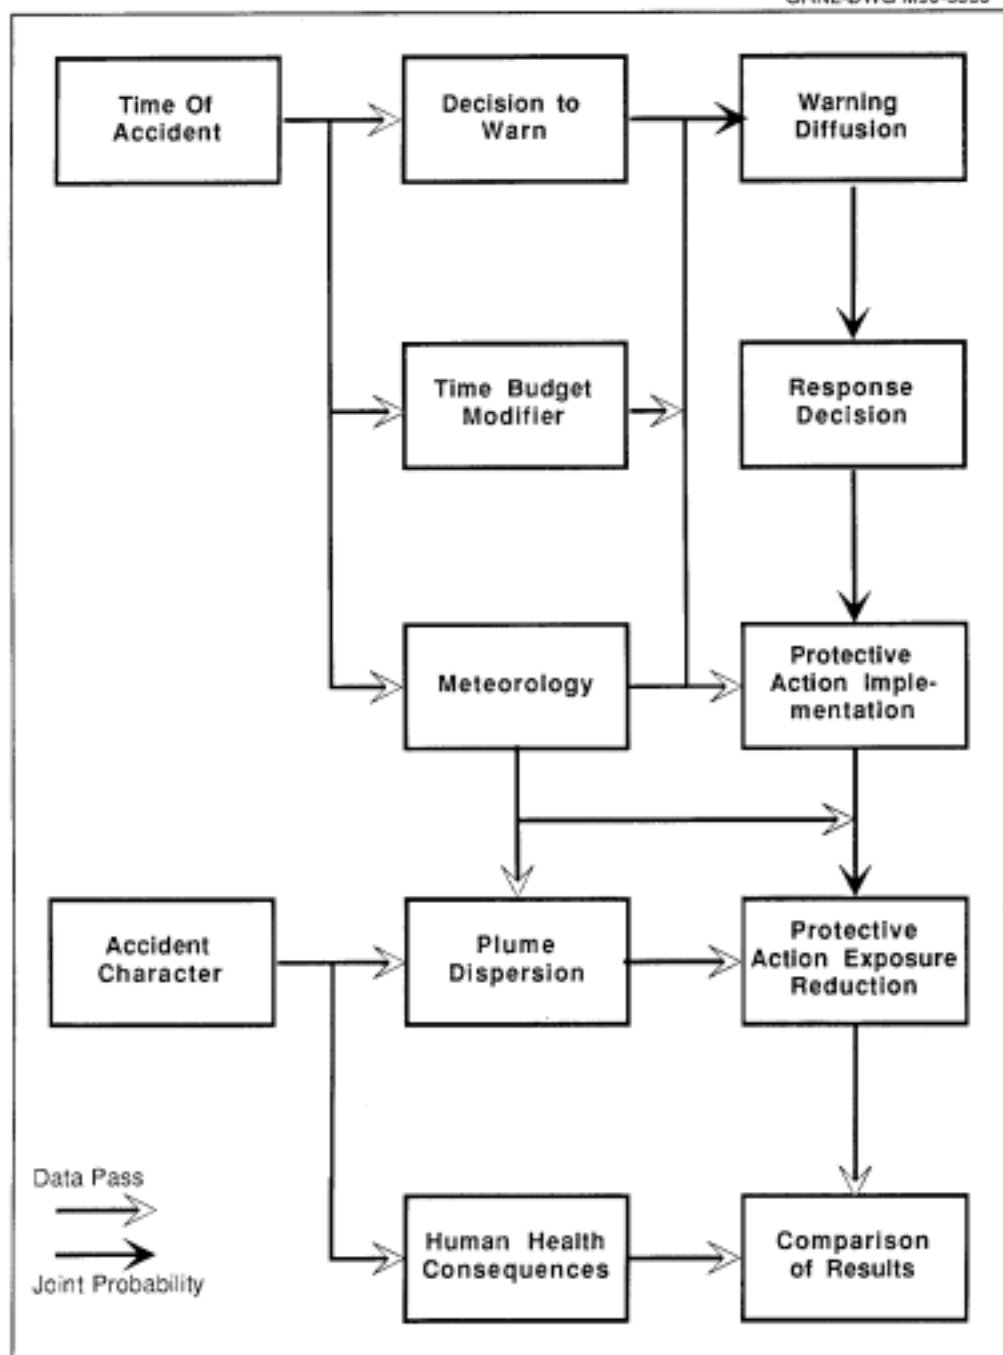 Time Of
Accident
Decision to
Warn
Warning
Diffusion
Time Budget
Modifier
Response
Decision
Meteorology
Protective
Action Imple-
mentation
Accident
Character
Plume
Dispersion
Protective
Action Exposure
Reduction
Data Pass
Joint Probability
Human Health
Consequences
Comparison
of Results